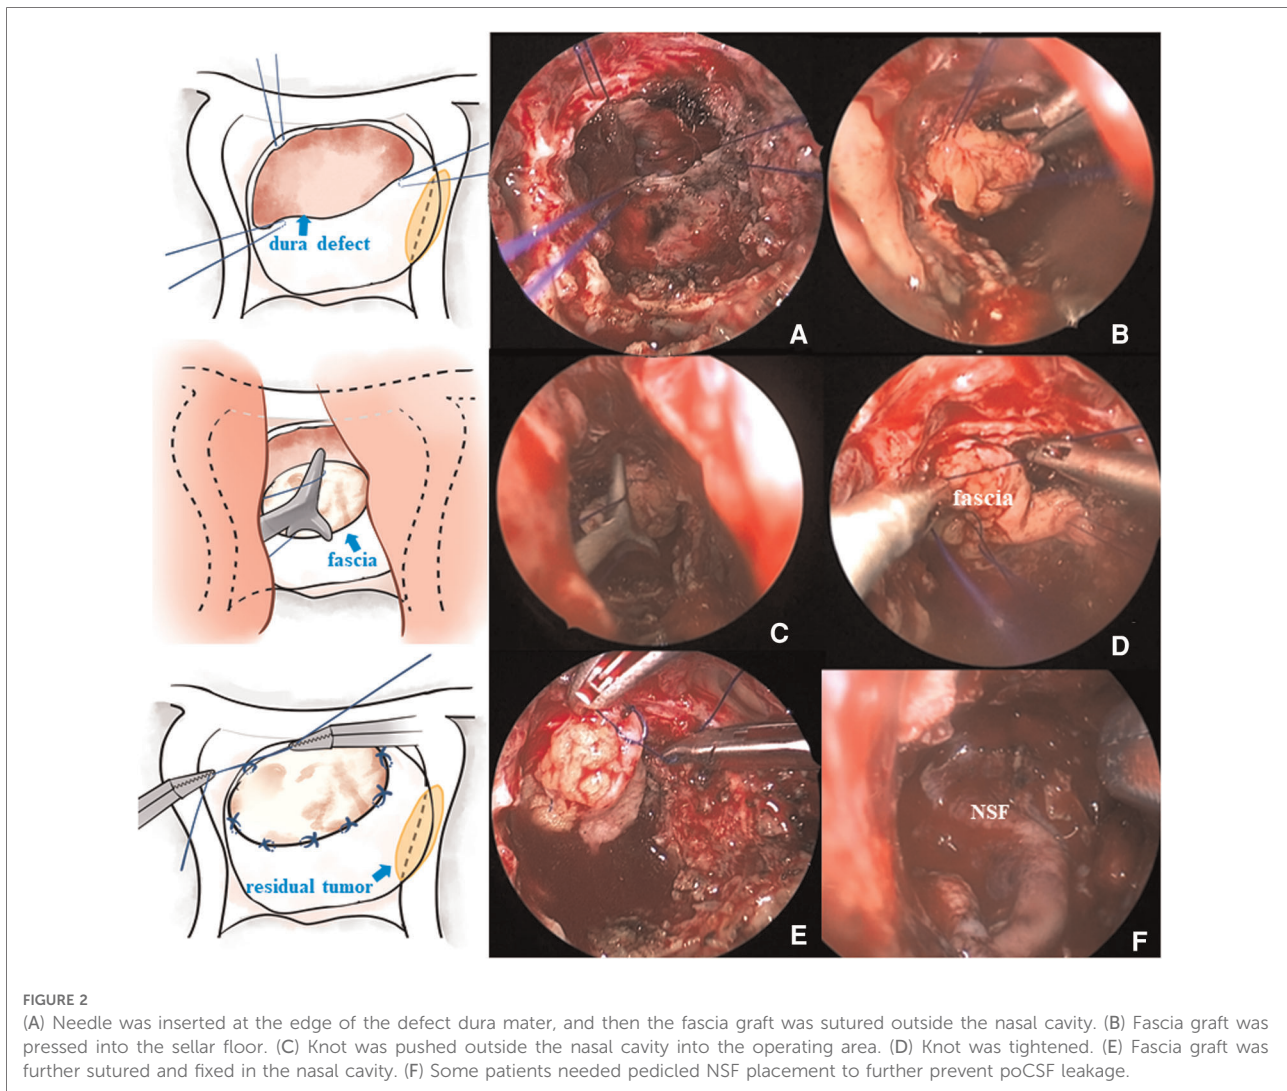 dura defect
A
B
fascia
C
fascia
D
residual tumor
E
NSF
F
FIGURE 2
(A) Needle was inserted at the edge of the defect dura mater, and then the fascia graft was sutured outside the nasal cavity. (B) Fascia graft was
pressed into the sellar floor. (C) Knot was pushed outside the nasal cavity into the operating area. (D) Knot was tightened. (E) Fascia graft was
further sutured and fixed in the nasal cavity. (F) Some patients needed pedicled NSF placement to further prevent poCSF leakage.